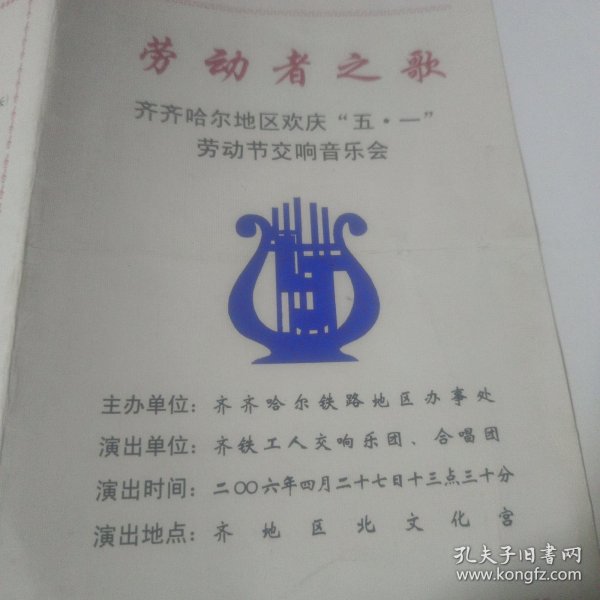 劳动者之歌
齐齐哈尔地区欢庆“五·一”
劳动节交响音乐会
主办单位：齐齐哈尔铁路地区办事处
演出单位：齐铁工人交响乐团、合唱团
演出时间：二〇〇六年四月二十七日十三点三十分
演出地点：齐地区北文化宫
孔夫子旧书网
www.kongfz.com